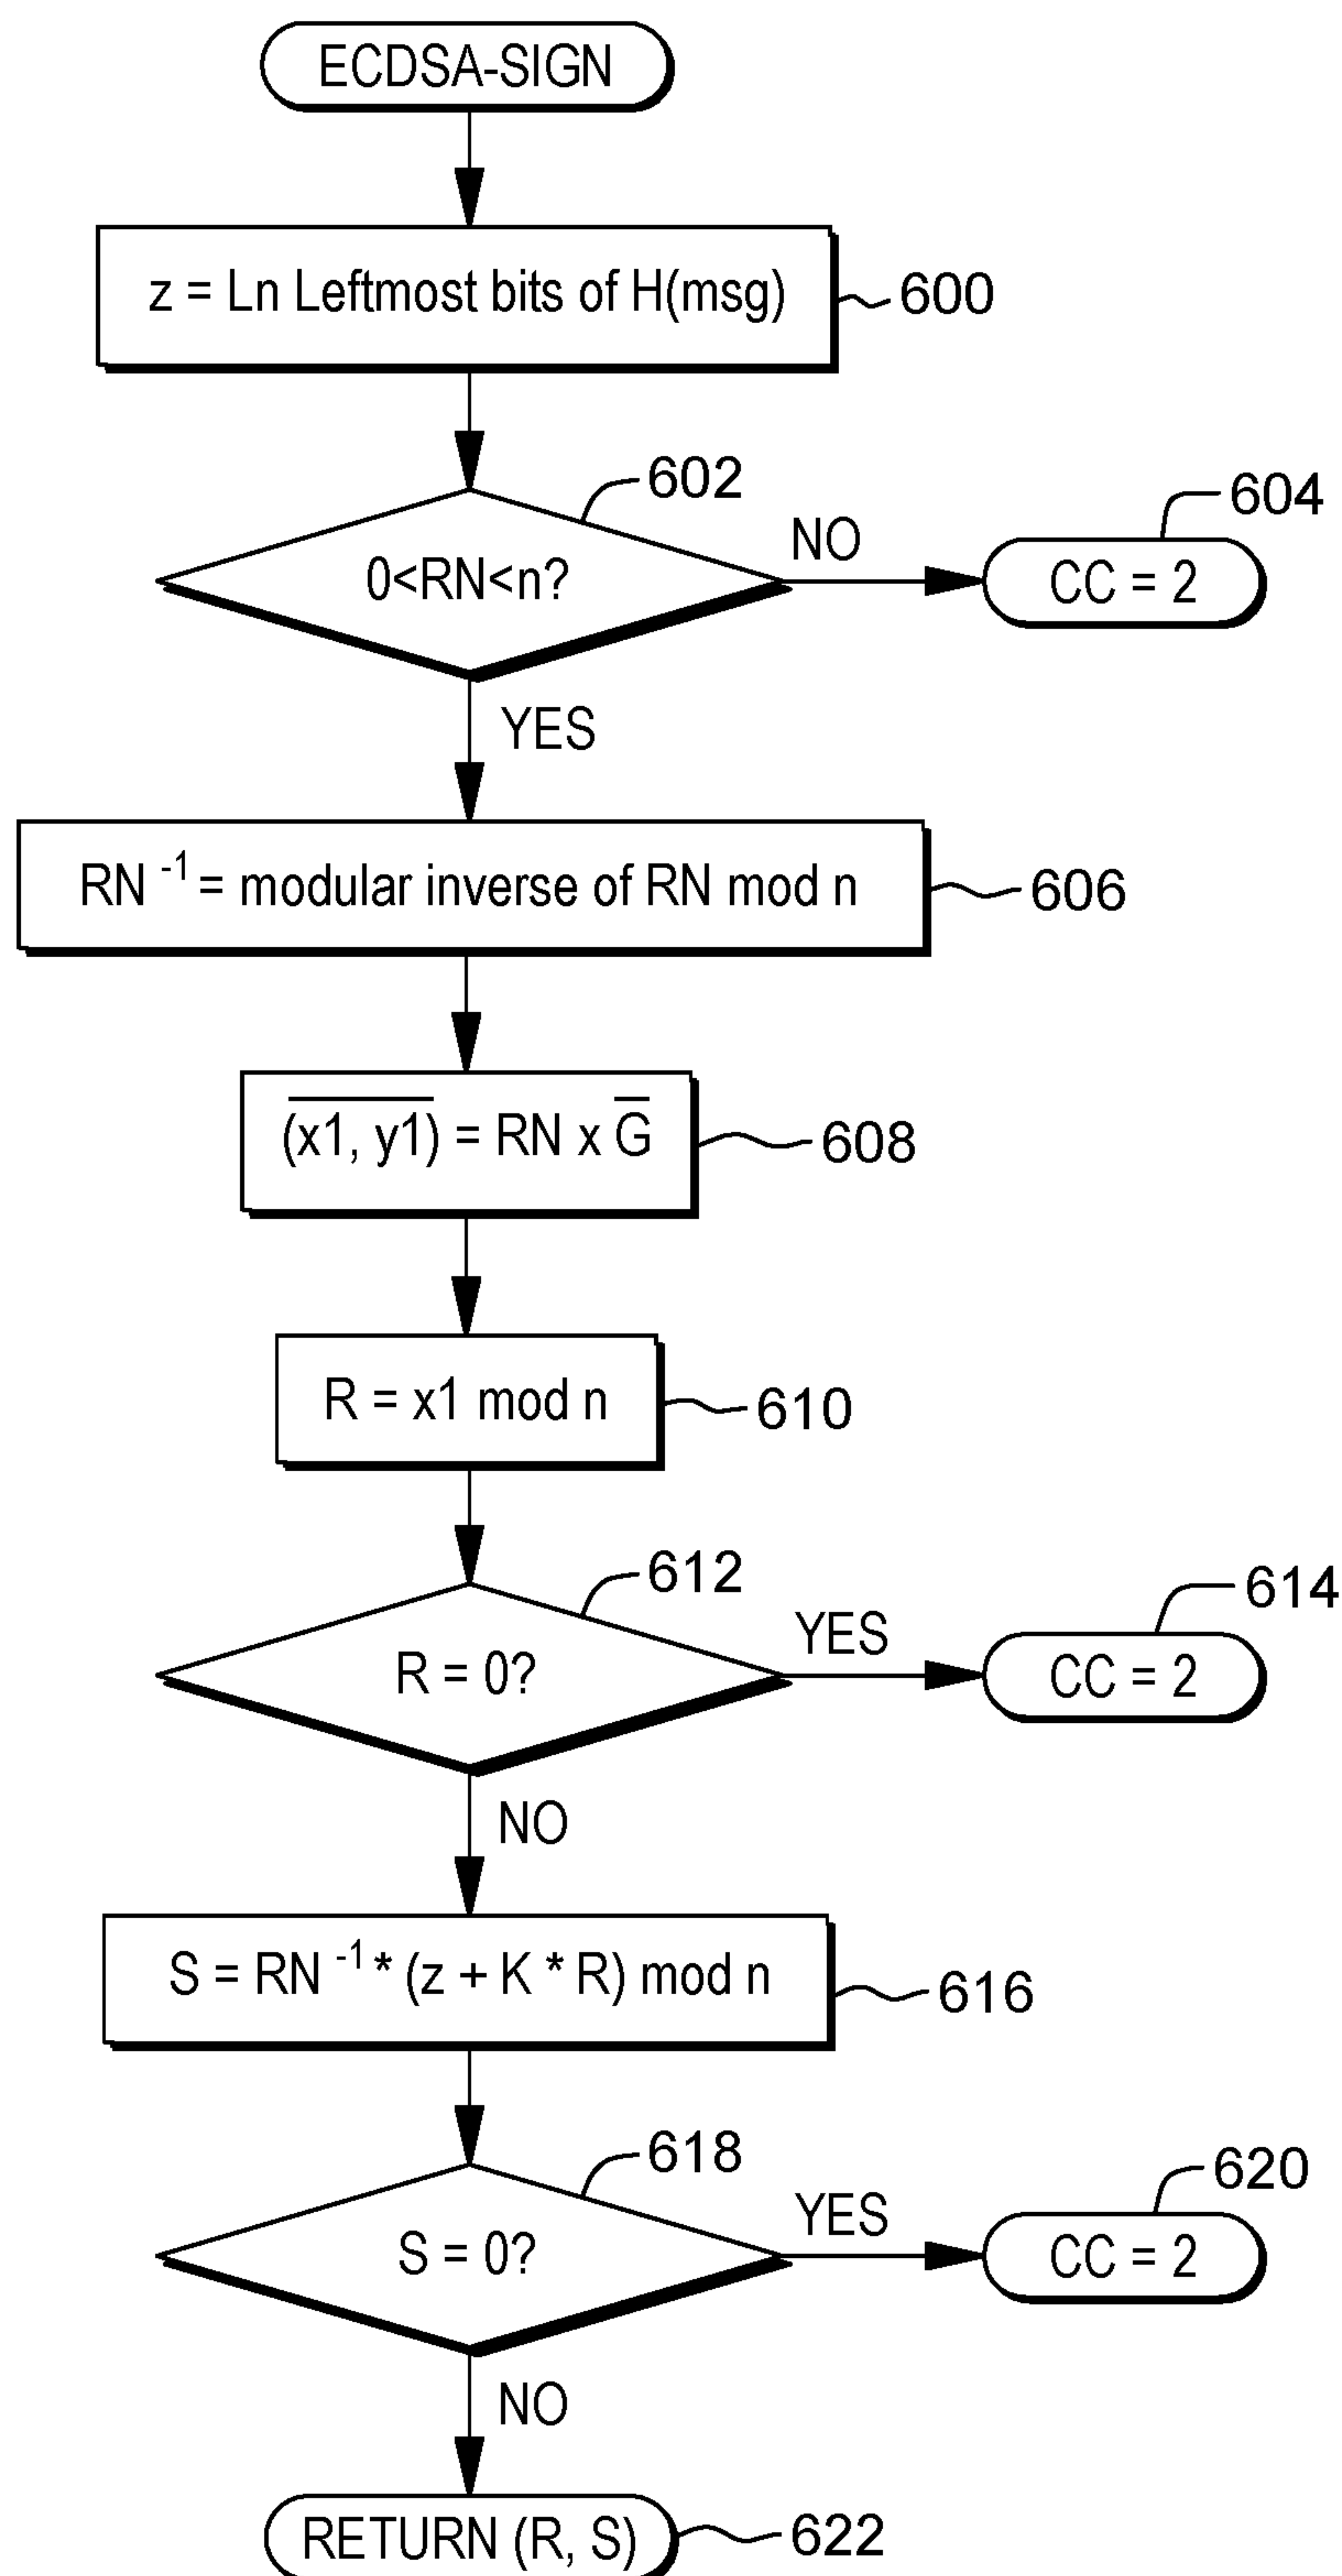 ECDSA-SIGN
z = Ln Leftmost bits of H(msg)
600
602
0<RN<n?
NO
604
CC = 2
YES
RN⁻¹ = modular inverse of RN mod n
606
(x1, y1) = RN x G
608
R = x1 mod n
610
612
R = 0?
YES
614
CC = 2
NO
S = RN⁻¹ * (z + K * R) mod n
616
618
S = 0?
YES
620
CC = 2
NO
RETURN (R, S)
622